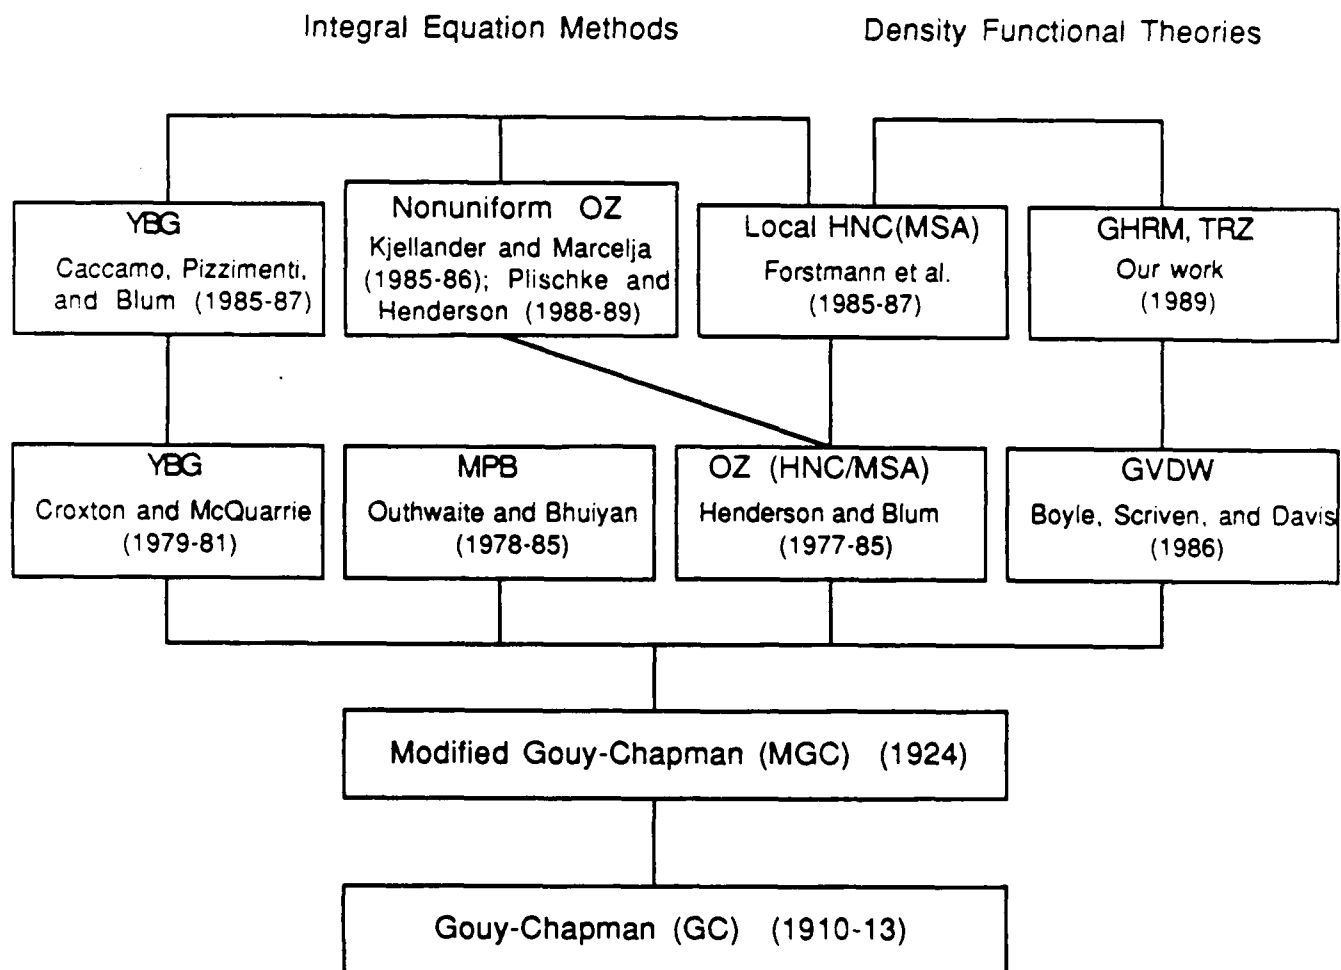 Integral Equation Methods
Density Functional Theories
YBG
Caccamo, Pizzimenti,
and Blum (1985-87)
Nonuniform OZ
Kjellander and Marcelja
(1985-86); Plischke and
Henderson (1988-89)
Local HNC(MSA)
Forstmann et al.
(1985-87)
GHRM, TRZ
Our work
(1989)
YBG
Croxton and McQuarrie
(1979-81)
MPB
Outhwaite and Bhuiyan
(1978-85)
OZ (HNC/MSA)
Henderson and Blum
(1977-85)
GVDW
Boyle, Scriven, and Davis
(1986)
Modified Gouy-Chapman (MGC) (1924)
Gouy-Chapman (GC) (1910-13)